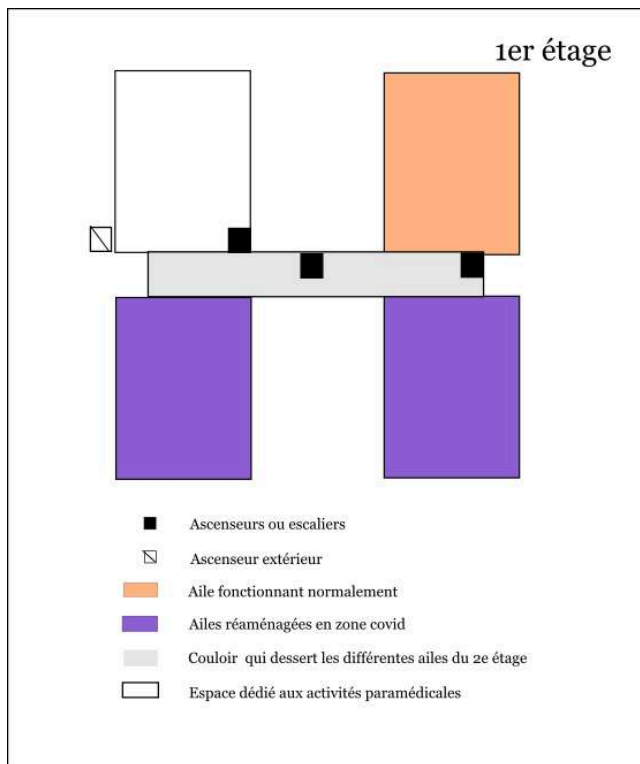 1er étage
Ascenseurs ou escaliers
Ascenseur extérieur
Aile fonctionnant normalement
Ailes réaménagées en zone covid
Couloir qui dessert les différentes ailes du 2e étage
Espace dédié aux activités paramédicales